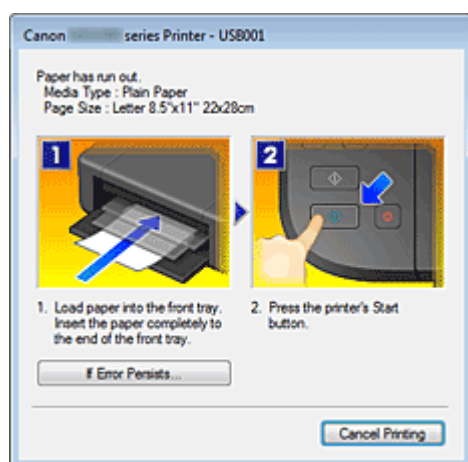 Canon series Printer - USB001
Paper has run out.
Media Type : Plain Paper
Page Size : Letter 8.5"x11" 22x28cm
1
2
1. Load paper into the front tray.
Insert the paper completely to
the end of the front tray.
2. Press the printer's Start
button.
If Error Persists...
Cancel Printing